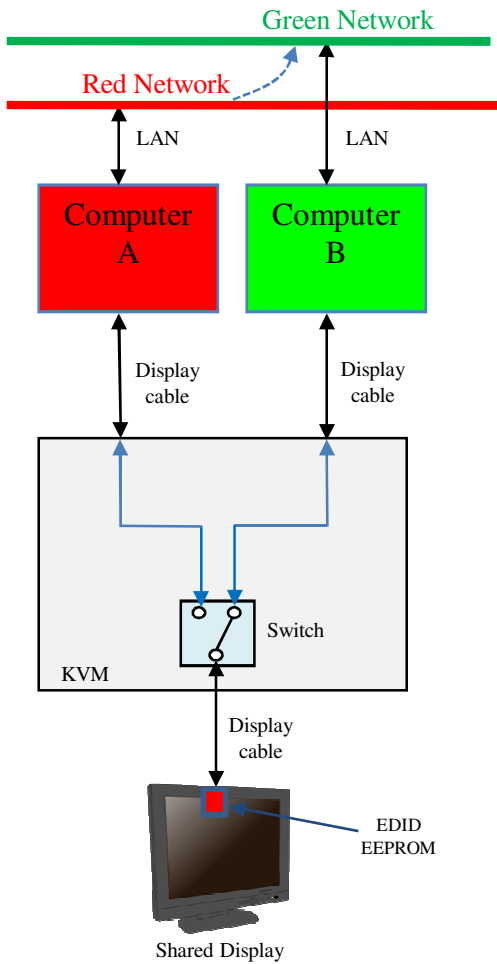 Green Network
Red Network
LAN
LAN
Computer
A
Computer
B
Display
cable
Display
cable
Switch
KVM
Display
cable
EDID
EEPROM
Shared Display